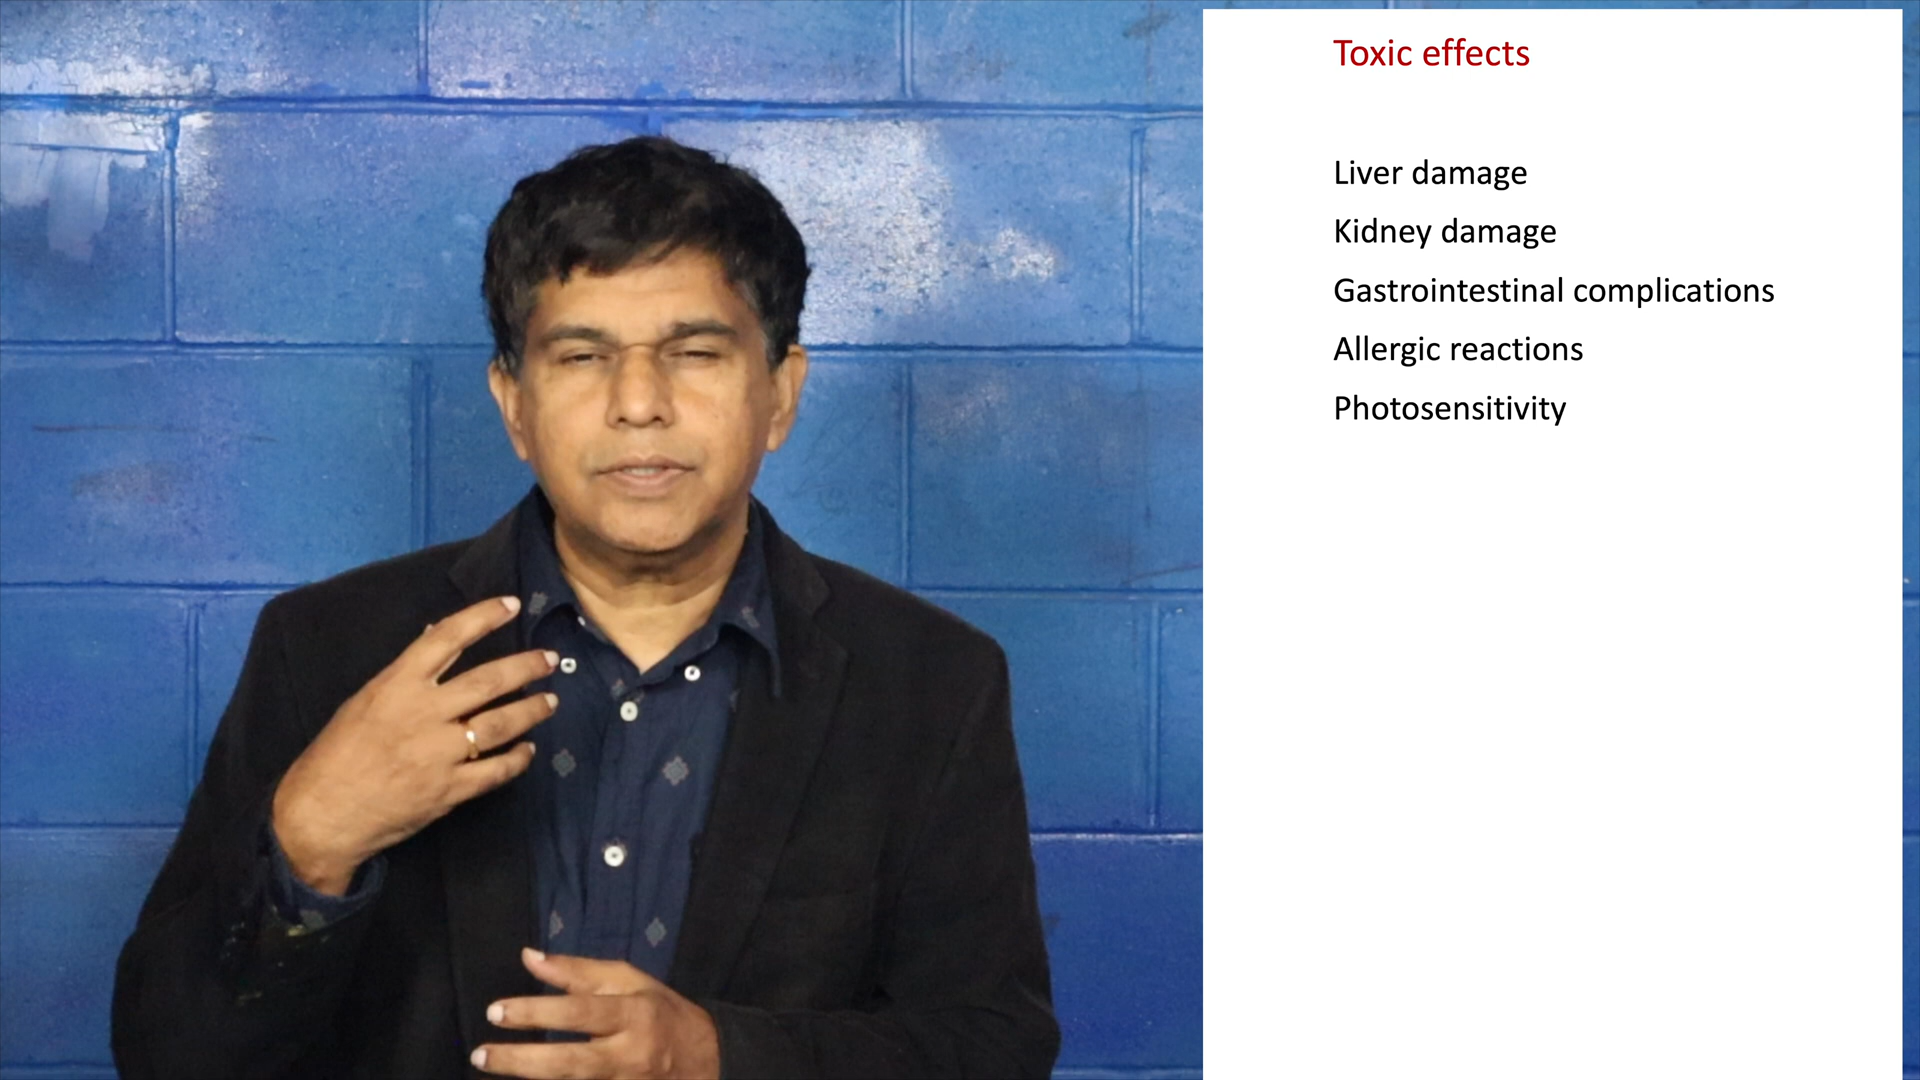 Toxic effects
Liver damage
Kidney damage
Gastrointestinal complications
Allergic reactions
Photosensitivity